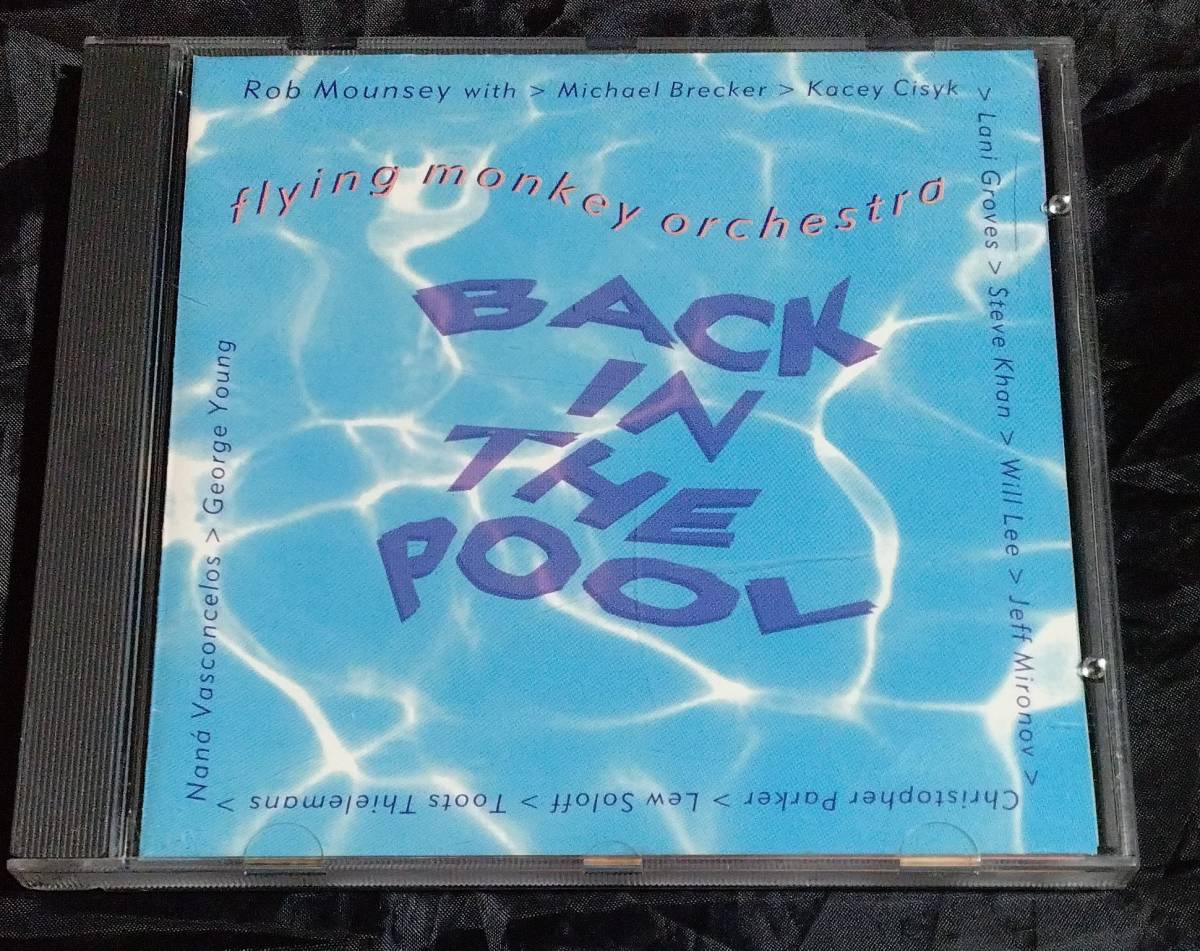 Rob Mounsey with > Michael Brecker > Kacey Cisyk
> Lani Groves > Steve Khan > Will Lee > Jeff Mironov >
Christopher Parker > Lew Soloff > Toots Thielemans >
Naná Vasconcelos > George Young
flying monkey orchestra
BACK
IN
THE
POOL